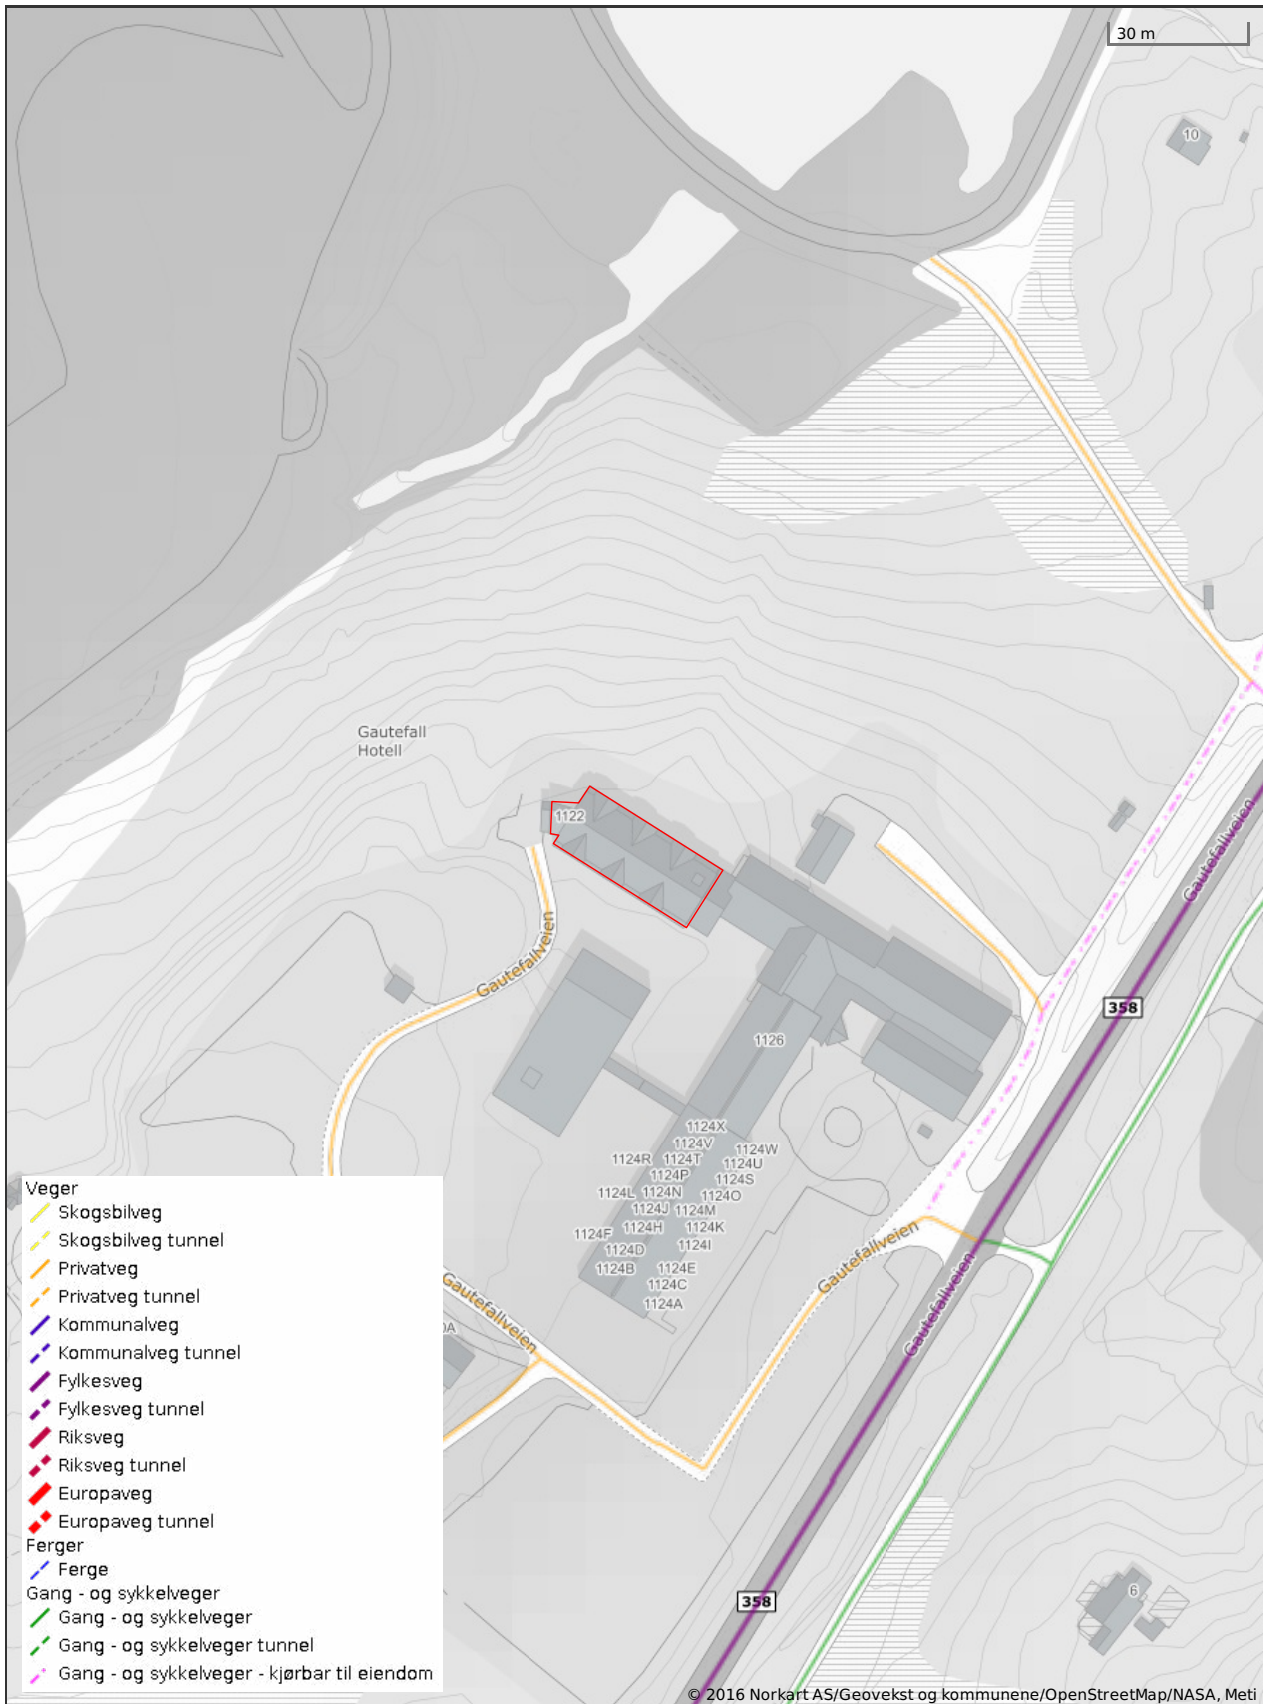 30 m
10
Gautefall
Hotell
1122
Gautefallveien
Gautefallveien
358
1126
1124X
1124V
1124W
1124R
1124T
1124U
1124P
1124S
1124L
1124N
1124O
1124J
1124M
1124F
1124H
1124K
1124D
1124I
1124B
1124E
1124C
1124A
Gautefallveien
Gautefallveien
Gautefallveien
Veger
Skogsbilveg
Skogsbilveg tunnel
Privatveg
Privatveg tunnel
Kommunalveg
Kommunalveg tunnel
Fylkesveg
Fylkesveg tunnel
Riksveg
Riksveg tunnel
Europaveg
Europaveg tunnel
Ferger
Ferge
Gang - og sykkelveger
Gang - og sykkelveger
Gang - og sykkelveger tunnel
Gang - og sykkelveger - kjørbar til eiendom
6
358
© 2016 Norkart AS/Geovekst og kommunene/OpenStreetMap/NASA, Meti